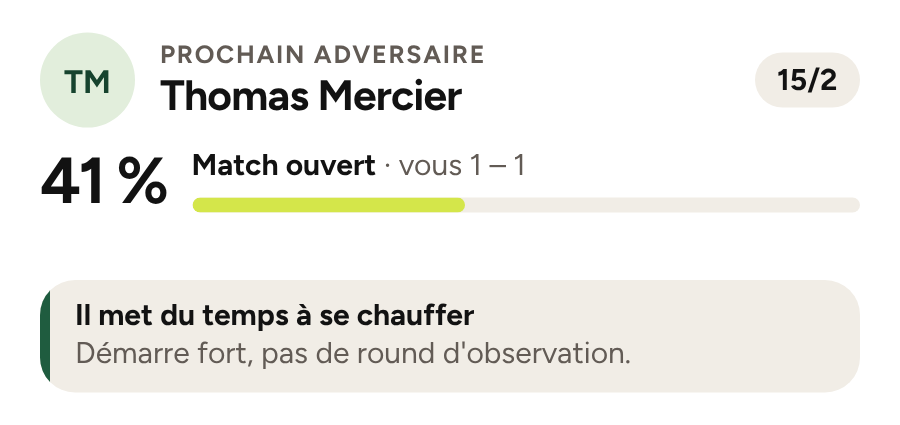 TM
PROCHAIN ADVERSAIRE
Thomas Mercier
15/2
41 %
Match ouvert · vous 1 – 1
Il met du temps à se chauffer
Démarre fort, pas de round d'observation.